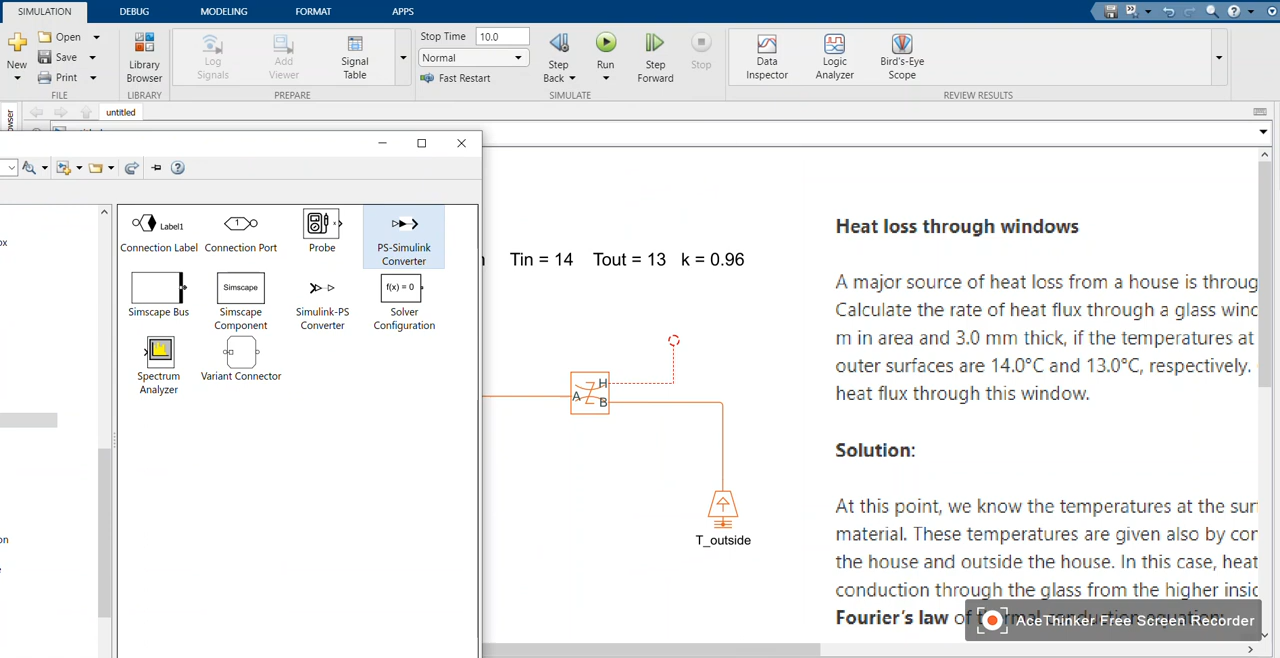 SIMULATION DEBUG MODELING FORMAT APPS
New Open Save Print
Library Browser
Log Signals
Add Viewer
Signal Table
Stop Time 10.0
Normal
Fast Restart
Step Back
Run
Step Forward
Stop
Data Inspector
Logic Analyzer
Bird's-Eye Scope
FILE LIBRARY PREPARE SIMULATE REVIEW RESULTS
untitled
Label1
Connection Label
1
Connection Port
Probe
PS-Simulink Converter
Simscape Bus
Simscape
Simscape Component
Simulink-PS Converter
f(x) = 0
Solver Configuration
Spectrum Analyzer
Variant Connector
Tin = 14 Tout = 13 k = 0.96
A H B
T_outside
Heat loss through windows
A major source of heat loss from a house is throug
Calculate the rate of heat flux through a glass winc
m in area and 3.0 mm thick, if the temperatures at
outer surfaces are 14.0°C and 13.0°C, respectively.
heat flux through this window.
Solution:
At this point, we know the temperatures at the sur
material. These temperatures are given also by cor
the house and outside the house. In this case, heat
conduction through the glass from the higher insic
Fourier's law of thermal conduction equation:
AceThinker Free Screen Recorder